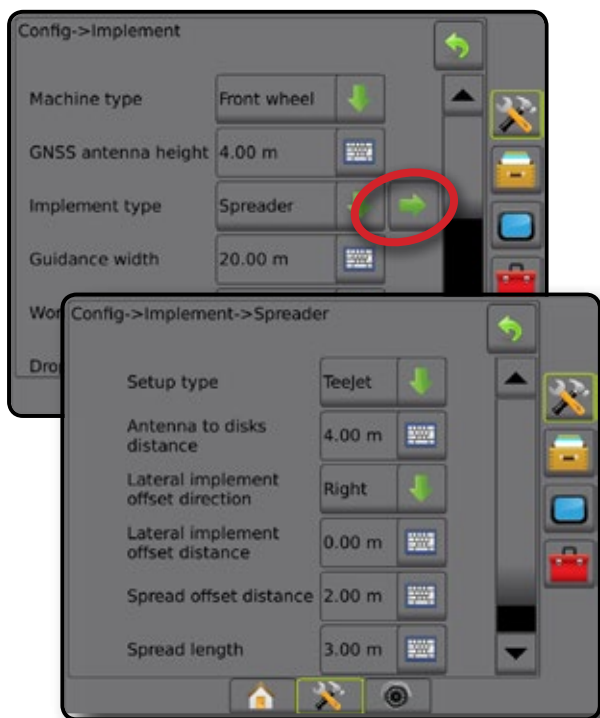 Config->Implement
Machine type Front wheel
GNSS antenna height 4.00 m
Implement type Spreader
Guidance width 20.00 m
Wor
Dro
Config->Implement->Spreader
Setup type TeeJet
Antenna to disks
distance 4.00 m
Lateral implement
offset direction Right
Lateral implement
offset distance 0.00 m
Spread offset distance 2.00 m
Spread length 3.00 m